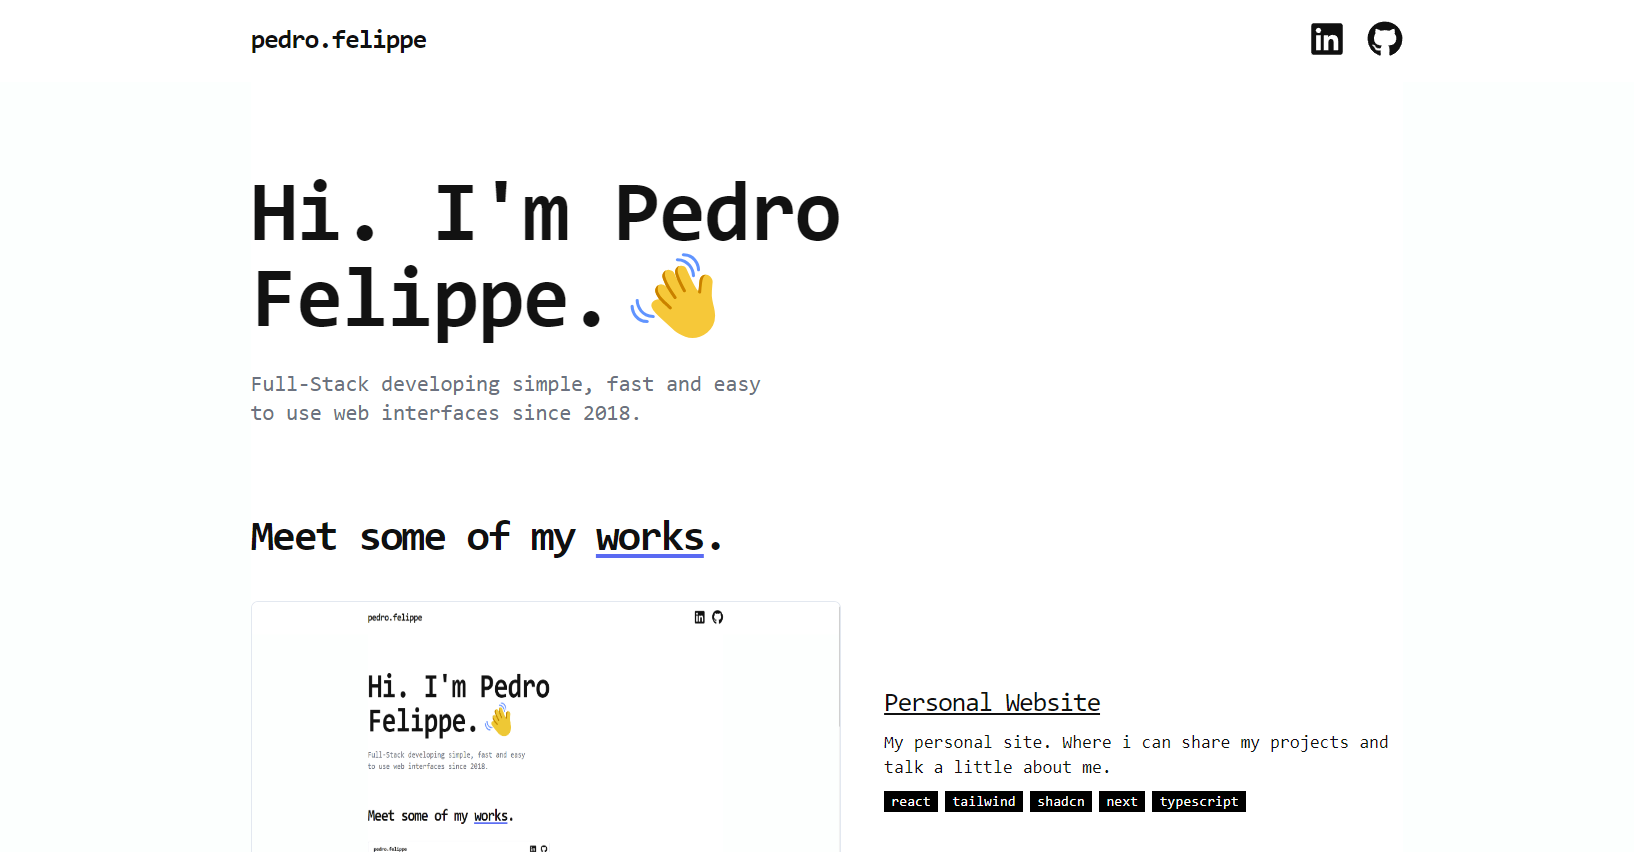 pedro.felippe
Hi. I'm Pedro
Felippe.
Full-Stack developing simple, fast and easy
to use web interfaces since 2018.
Meet some of my works.
pedro.felippe
Hi. I'm Pedro
Felippe.
Full-Stack developing simple, fast and easy
to use web interfaces since 2018.
Meet some of my works.
pedro.felippe
Personal Website
My personal site. Where i can share my projects and
talk a little about me.
react tailwind shadcn next typescript